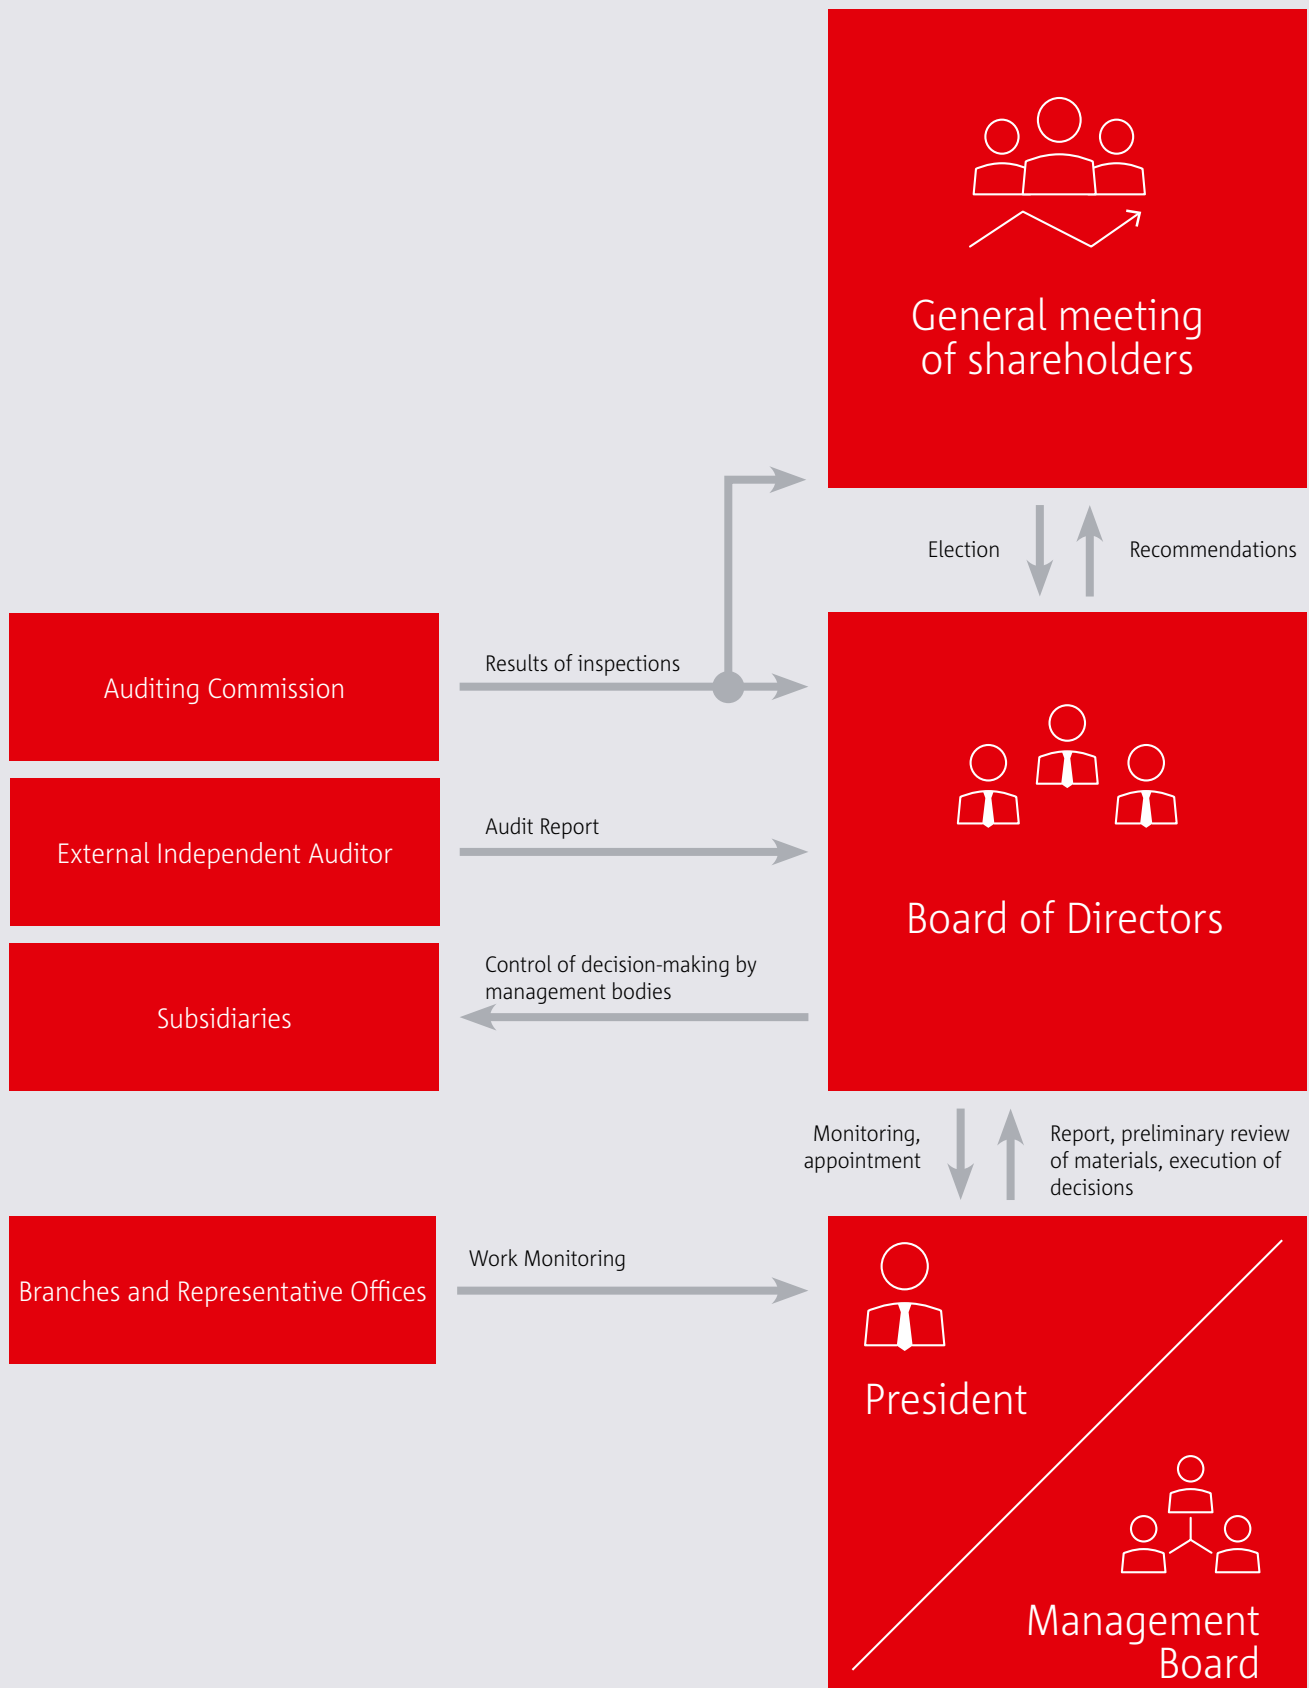 General meeting
of shareholders
Election
Recommendations
Auditing Commission
Results of inspections
External Independent Auditor
Audit Report
Board of Directors
Subsidiaries
Control of decision-making by
management bodies
Monitoring,
appointment
Report, preliminary review
of materials, execution of
decisions
Branches and Representative Offices
Work Monitoring
President
Management
Board